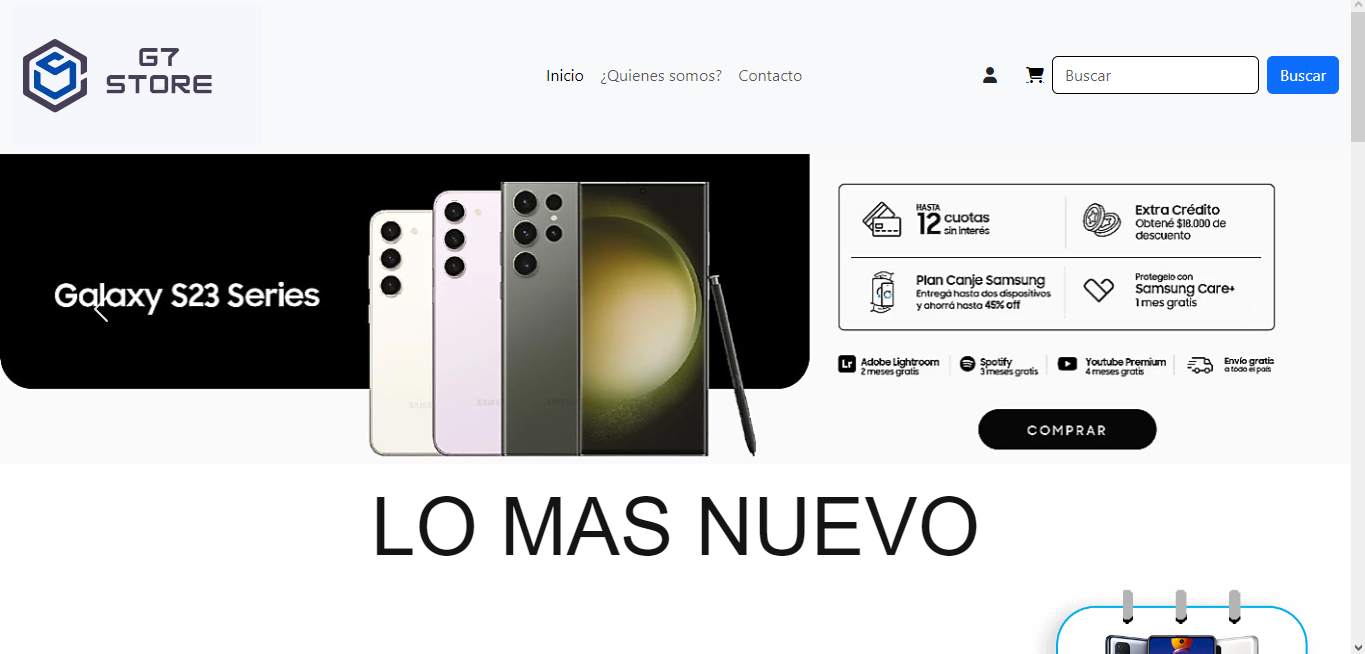 G7
STORE
Inicio
¿Quienes somos?
Contacto
Buscar
Buscar
Galaxy S23 Series
HASTA
12 cuotas
sin interés
Extra Crédito
Obtené $18.000 de
descuento
Plan Canje Samsung
Entregá hasta dos dispositivos
y ahorrá hasta 45% off
Protegelo con
Samsung Care+
1 mes gratis
Lr
Adobe Lightroom
2 meses gratis
Spotify
3 meses gratis
Youtube Premium
4 meses gratis
Envío gratis
a todo el país
COMPRAR
LO MAS NUEVO